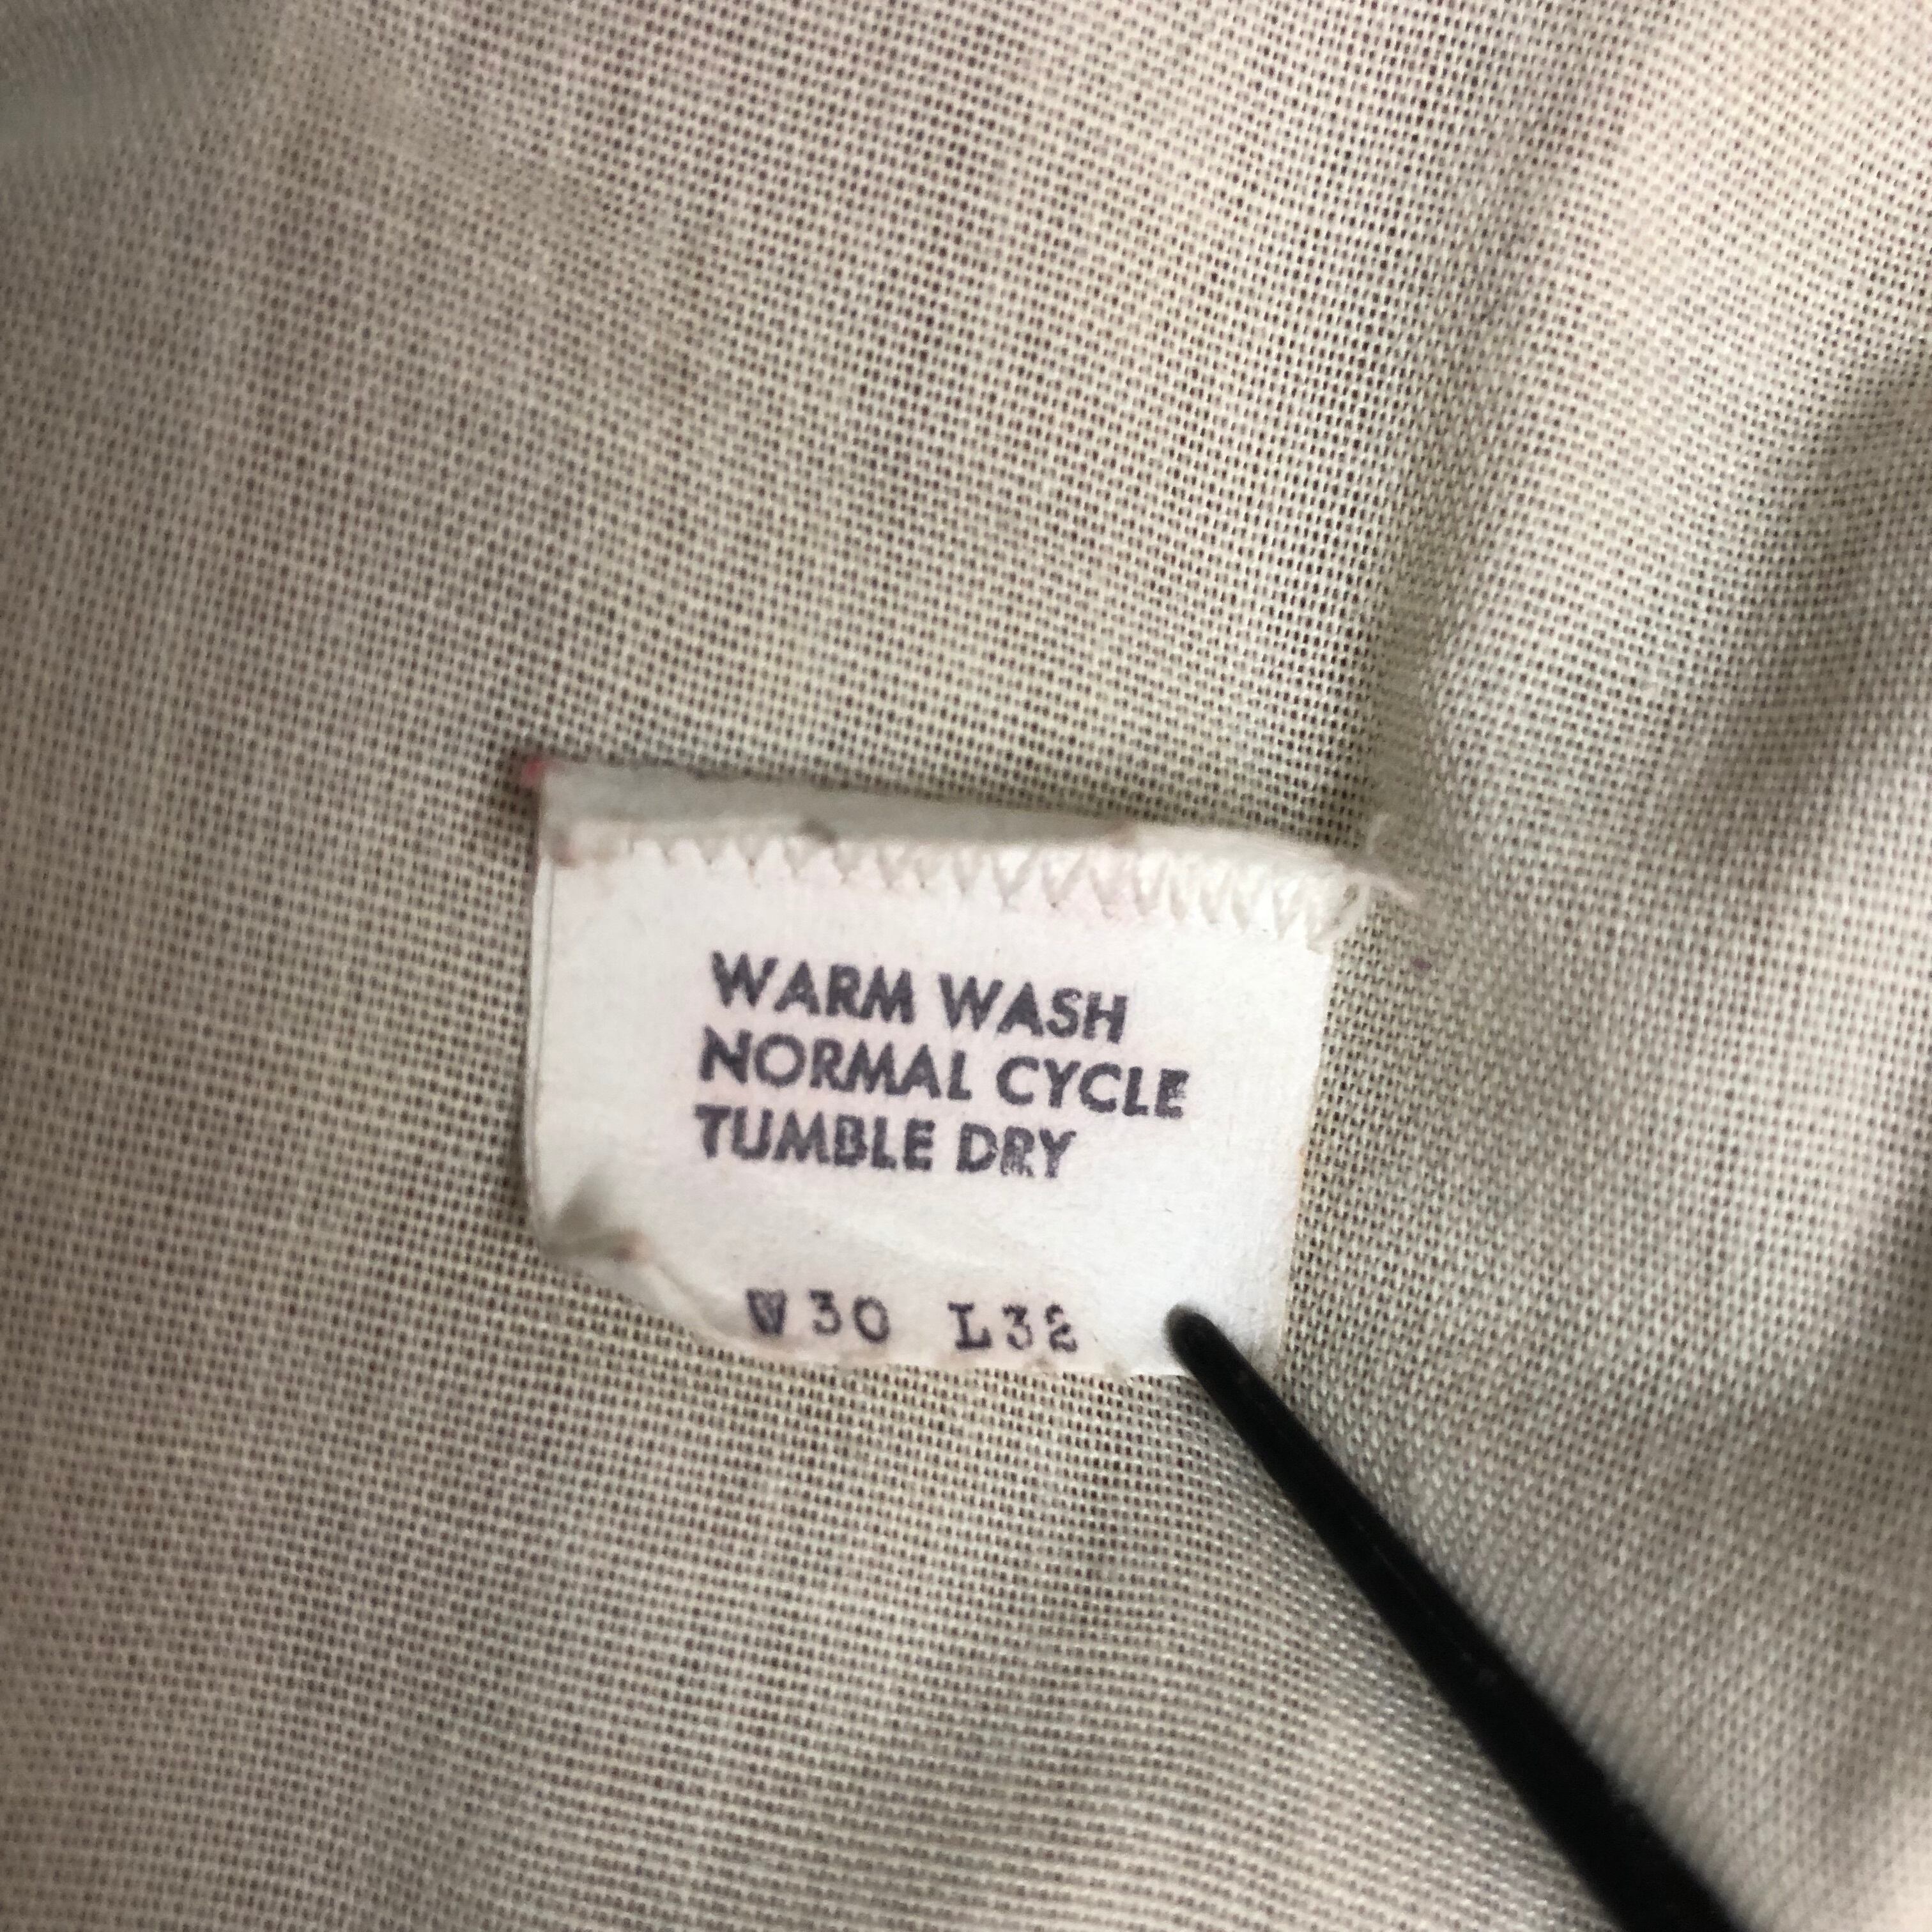 WARM WASH
NORMAL CYCLE
TUMBLE DRY
W30 L32